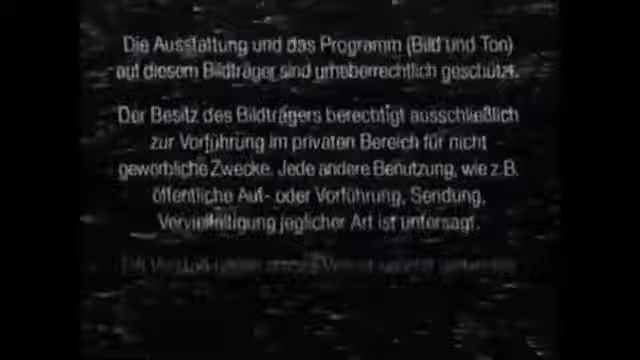 Die Ausstattung und das Programm (Bild und Ton)
auf diesem Bildträger sind urheberrechtlich geschützt.
Der Besitz des Bildträgers berechtigt ausschließlich
zur Vorführung im privaten Bereich für nicht
gewerbliche Zwecke. Jede andere Benutzung, wie z.B.
öffentliche Auf- oder Vorführung, Sendung,
Vervielfältigung jeglicher Art ist untersagt.